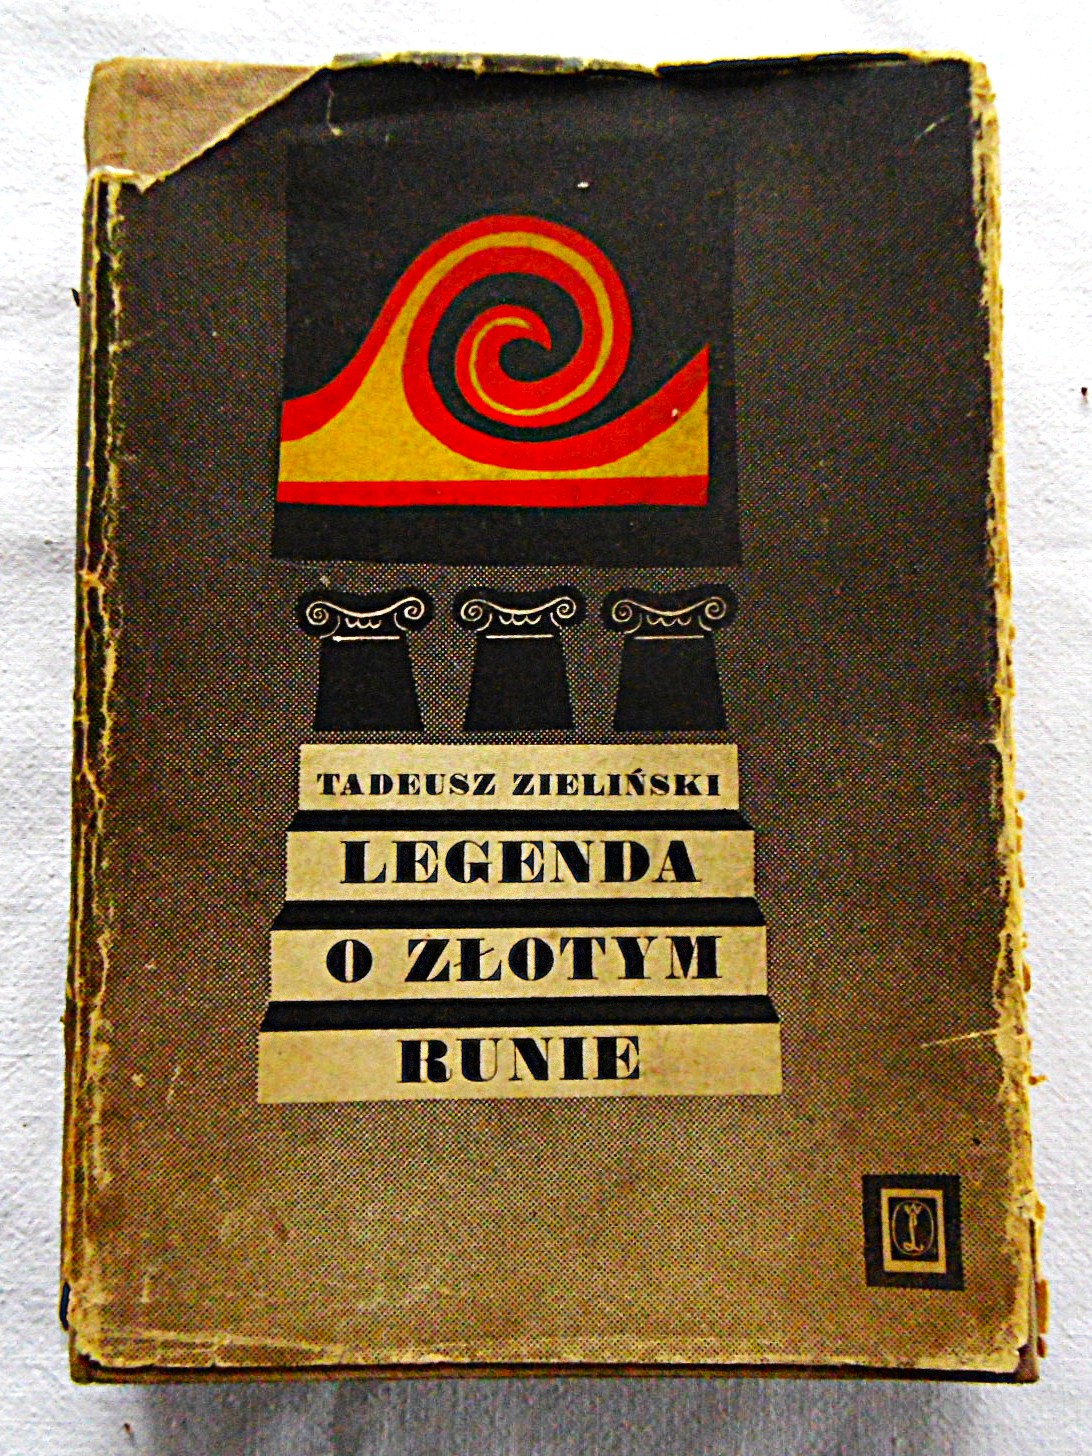 TADEUSZ ZIELIŃSKI
LEGENDA
O ZŁOTYM
RUNIE